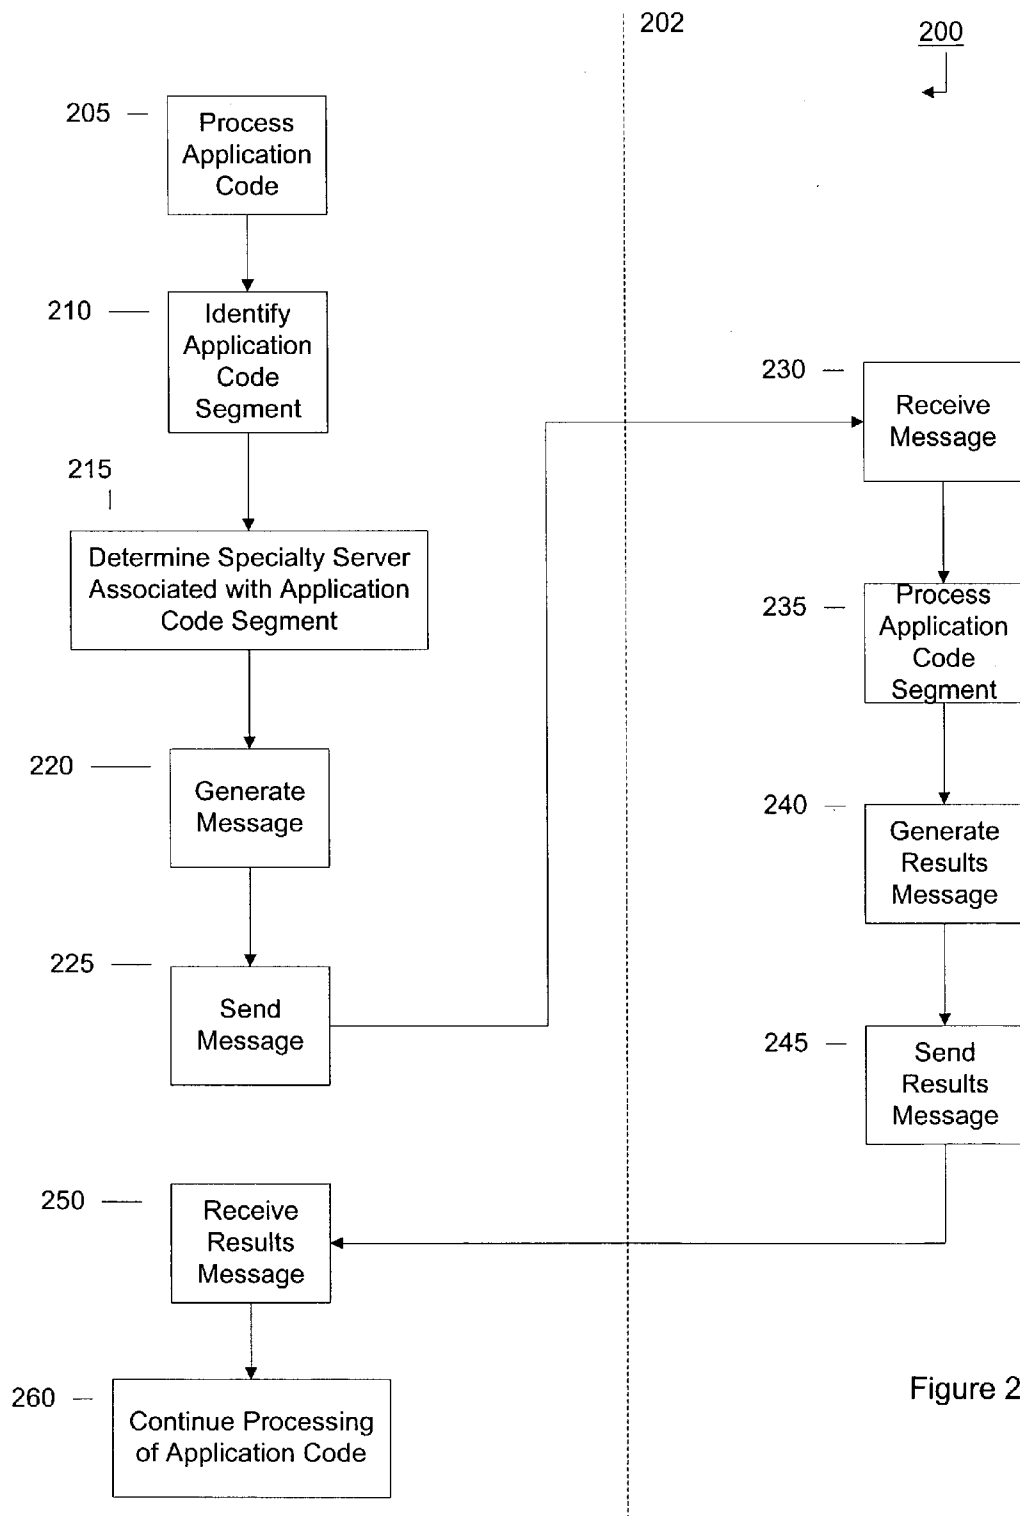 202
200
205
Process
Application
Code
210
Identify
Application
Code
Segment
215
Determine Specialty Server
Associated with Application
Code Segment
220
Generate
Message
225
Send
Message
230
Receive
Message
235
Process
Application
Code
Segment
240
Generate
Results
Message
245
Send
Results
Message
250
Receive
Results
Message
260
Continue Processing
of Application Code
Figure 2